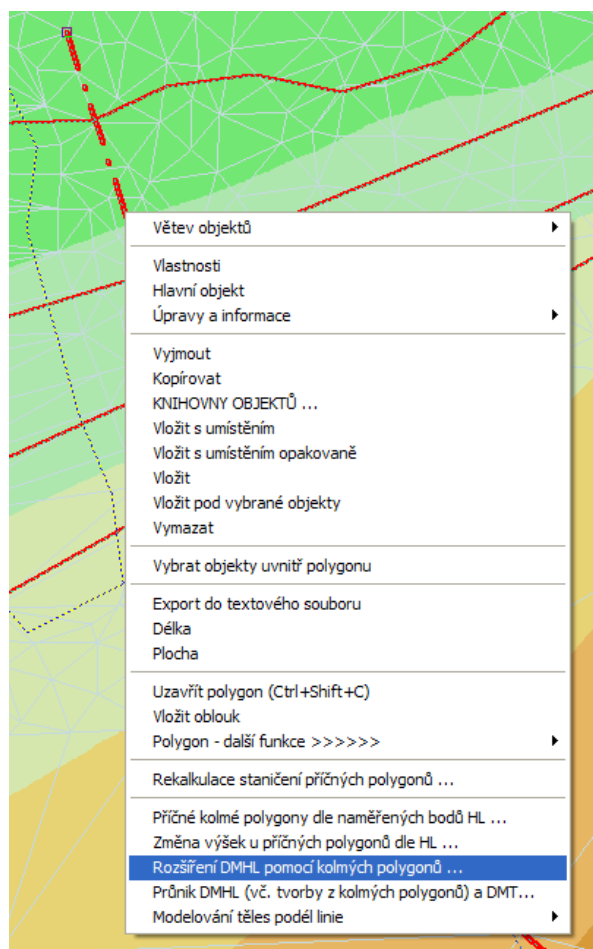 Větev objektů
Vlastnosti
Hlavní objekt
Úpravy a informace
Vyjmout
Kopírovat
KNIHOVNY OBJEKTŮ ...
Vložit s umístěním
Vložit s umístěním opakovaně
Vložit
Vložit pod vybrané objekty
Vymazat
Vybrat objekty uvnitř polygonu
Export do textového souboru
Délka
Plocha
Uzavřít polygon (Ctrl+Shift+C)
Vložit oblouk
Polygon - další funkce >>>>>>
Rekalkulace staničení příčných polygonů ...
Příčné kolmé polygony dle naměřených bodů HL ...
Změna výšek u příčných polygonů dle HL ...
Rozšíření DMHL pomocí kolmých polygonů ...
Průnik DMHL (vč. tvorby z kolmých polygonů) a DMT...
Modelování těles podél linie